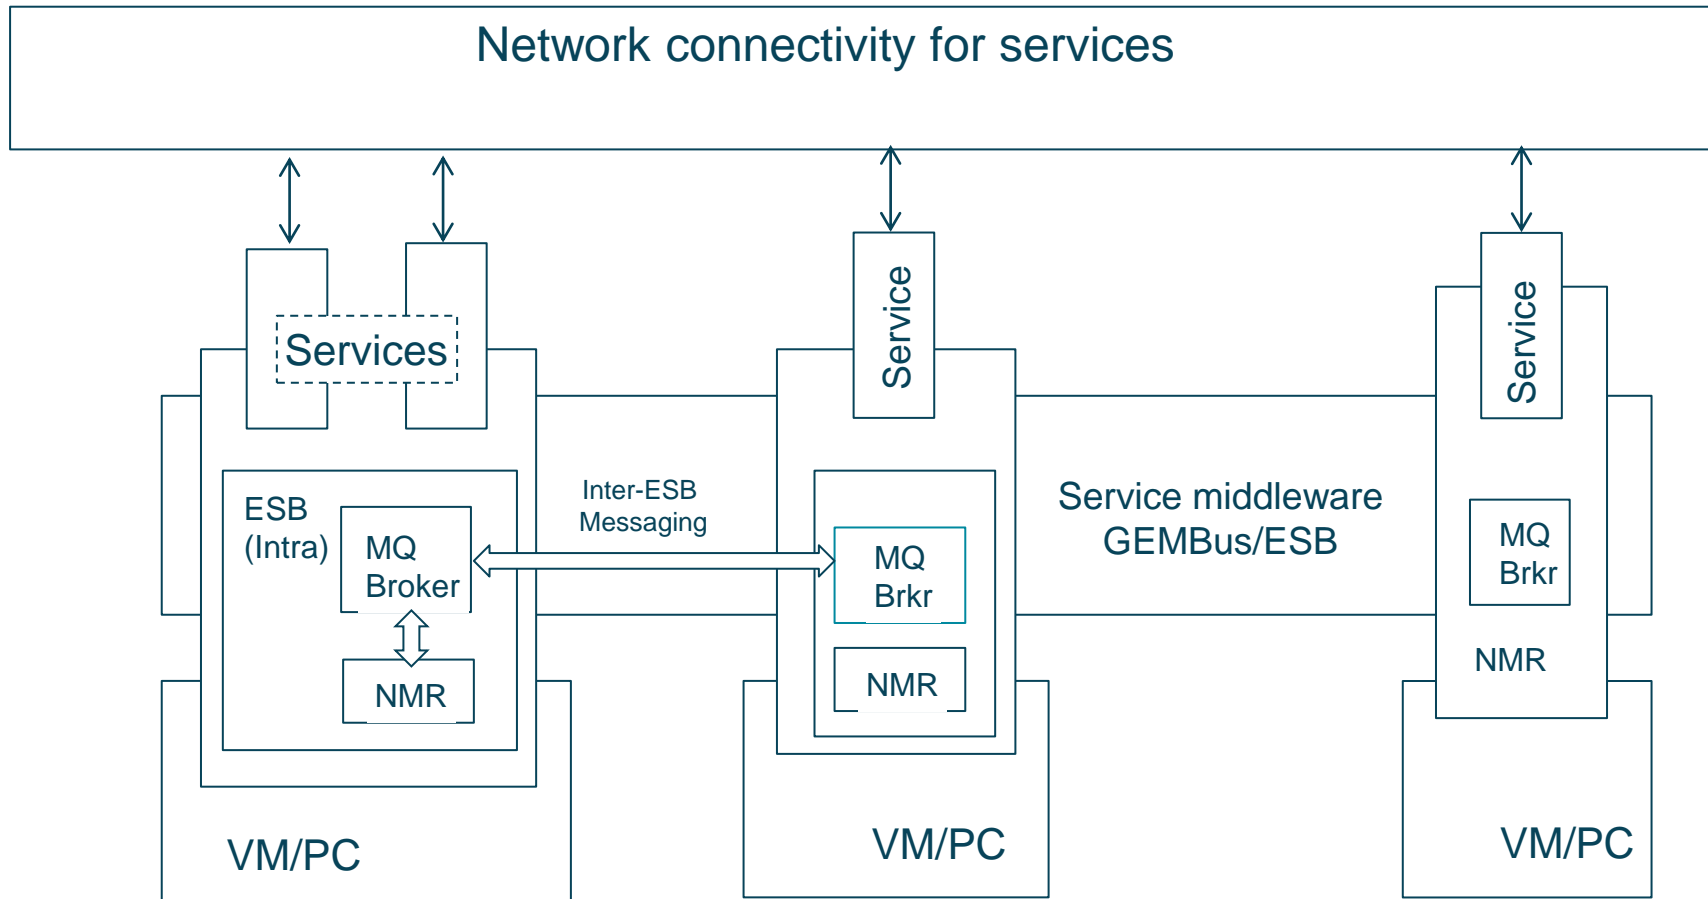 Network connectivity for services
Services
Service
Service
ESB
(Intra)
MQ
Broker
NMR
Inter-ESB
Messaging
MQ
Brkr
NMR
Service middleware
GEMBus/ESB
MQ
Brkr
NMR
VM/PC
VM/PC
VM/PC